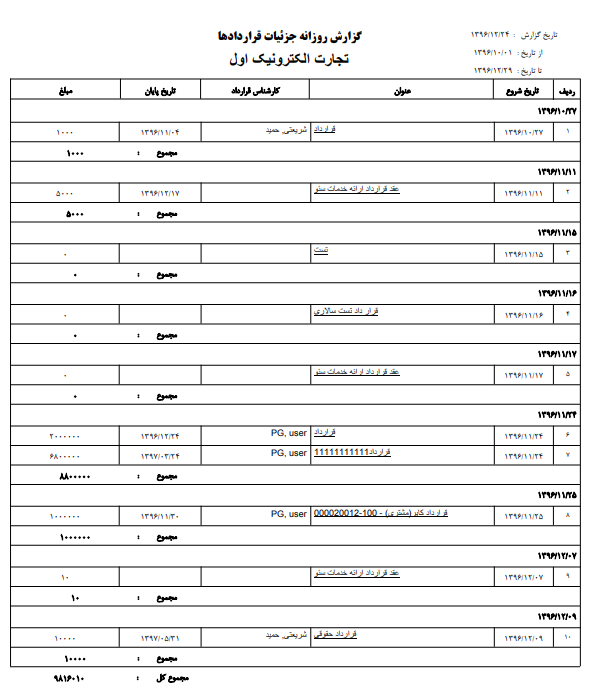 گزارش روزانه جزئیات قراردادها
تجارت الکترونیک اول
تاریخ گزارش : ۱۳۹۶/۱۲/۲۴
از تاریخ : ۱۳۹۶/۱۰/۰۱
تا تاریخ : ۱۳۹۶/۱۲/۲۹
ردیف تاریخ شروع عنوان کارشناس قرارداد تاریخ پایان مبلغ
۱۳۹۶/۱۰/۲۷
۱ ۱۳۹۶/۱۰/۲۷ قرارداد شریعتی, حمید ۱۳۹۶/۱۱/۰۴ ۱۰۰۰
مجموع : ۱۰۰۰
۱۳۹۶/۱۱/۱۱
۲ ۱۳۹۶/۱۱/۱۱ عقد قرارداد ارائه خدمات سئو ۱۳۹۶/۱۲/۱۷ ۵۰۰۰
مجموع : ۵۰۰۰
۱۳۹۶/۱۱/۱۵
۳ ۱۳۹۶/۱۱/۱۵ تست ۰
مجموع : ۰
۱۳۹۶/۱۱/۱۶
۴ ۱۳۹۶/۱۱/۱۶ قرار داد تست سالاری ۰
مجموع : ۰
۱۳۹۶/۱۱/۱۷
۵ ۱۳۹۶/۱۱/۱۷ عقد قرارداد ارائه خدمات سئو ۰
مجموع : ۰
۱۳۹۶/۱۱/۲۴
۶ ۱۳۹۶/۱۱/۲۴ قرارداد PG, user ۱۳۹۶/۱۲/۲۴ ۲۰۰۰۰۰۰
۷ ۱۳۹۶/۱۱/۲۴ قرارداد11111111111 PG, user ۱۳۹۷/۰۳/۲۴ ۶۸۰۰۰۰۰
مجموع : ۸۸۰۰۰۰۰
۱۳۹۶/۱۱/۲۵
۸ ۱۳۹۶/۱۱/۲۵ قرارداد کاپر(مشتری) - 100-000020012 PG, user ۱۳۹۶/۱۱/۳۰ ۱۰۰۰۰۰۰
مجموع : ۱۰۰۰۰۰۰
۱۳۹۶/۱۲/۰۷
۹ ۱۳۹۶/۱۲/۰۷ عقد قرارداد ارائه خدمات سئو ۱۰
مجموع : ۱۰
۱۳۹۶/۱۲/۰۹
۱۰ ۱۳۹۶/۱۲/۰۹ قرارداد حقوقی شریعتی, حمید ۱۳۹۷/۰۵/۳۱ ۱۰۰۰۰
مجموع : ۱۰۰۰۰
مجموع کل : ۹۸۱۶۰۱۰